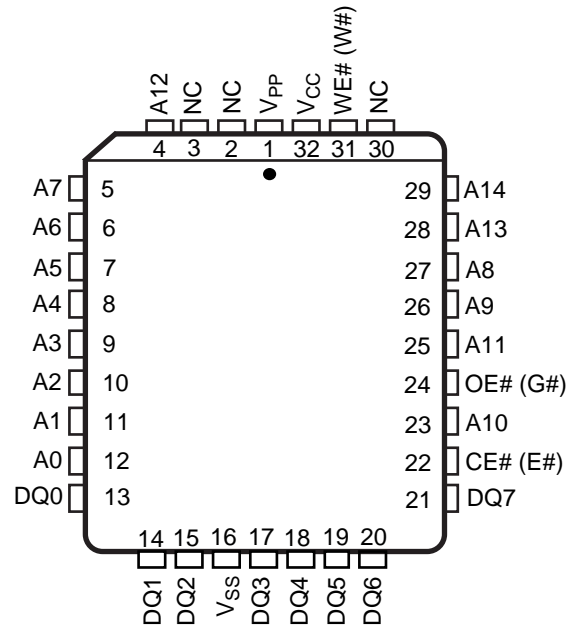 A12 NC NC VPP VCC WE# (W#) NC
4 3 2 1 32 31 30
A7 5 29 A14
A6 6 28 A13
A5 7 27 A8
A4 8 26 A9
A3 9 25 A11
A2 10 24 OE# (G#)
A1 11 23 A10
A0 12 22 CE# (E#)
DQ0 13 21 DQ7
14 15 16 17 18 19 20
DQ1 DQ2 VSS DQ3 DQ4 DQ5 DQ6